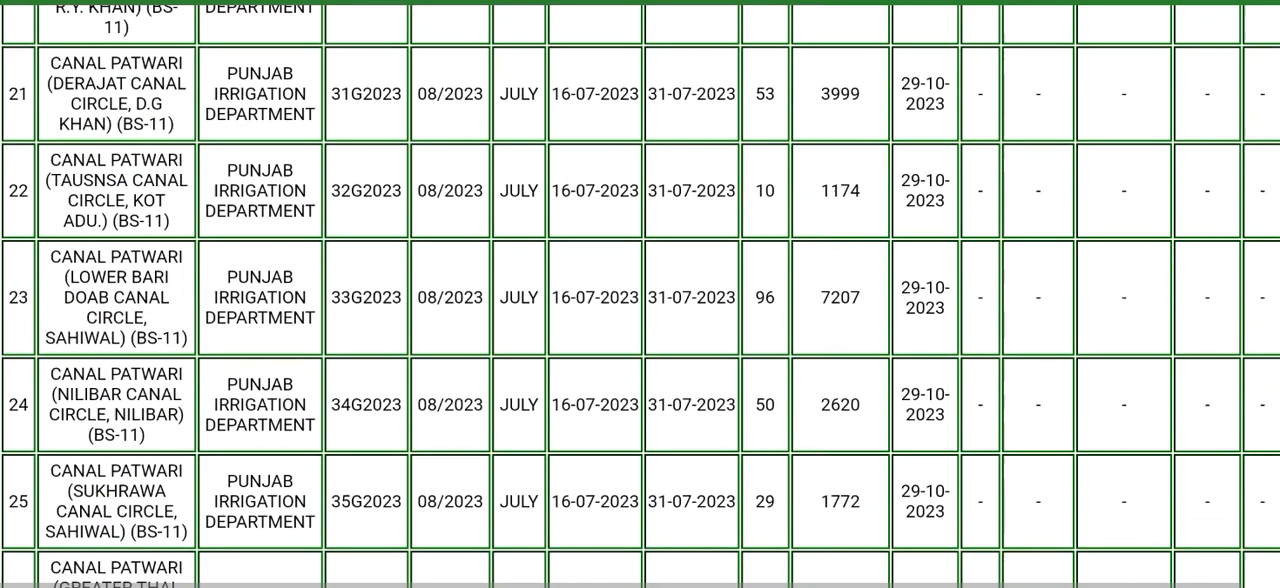 R.Y. KHAN) (BS-
11)
DEPARTMENT
21
CANAL PATWARI
(DERAJAT CANAL
CIRCLE, D.G
KHAN) (BS-11)
PUNJAB
IRRIGATION
DEPARTMENT
31G2023
08/2023
JULY
16-07-2023
31-07-2023
53
3999
29-10-
2023
-
-
-
-
-
22
CANAL PATWARI
(TAUSNSA CANAL
CIRCLE, KOT
ADU.) (BS-11)
PUNJAB
IRRIGATION
DEPARTMENT
32G2023
08/2023
JULY
16-07-2023
31-07-2023
10
1174
29-10-
2023
-
-
-
-
-
23
CANAL PATWARI
(LOWER BARI
DOAB CANAL
CIRCLE,
SAHIWAL) (BS-11)
PUNJAB
IRRIGATION
DEPARTMENT
33G2023
08/2023
JULY
16-07-2023
31-07-2023
96
7207
29-10-
2023
-
-
-
-
-
24
CANAL PATWARI
(NILIBAR CANAL
CIRCLE, NILIBAR)
(BS-11)
PUNJAB
IRRIGATION
DEPARTMENT
34G2023
08/2023
JULY
16-07-2023
31-07-2023
50
2620
29-10-
2023
-
-
-
-
-
25
CANAL PATWARI
(SUKHRAWA
CANAL CIRCLE,
SAHIWAL) (BS-11)
PUNJAB
IRRIGATION
DEPARTMENT
35G2023
08/2023
JULY
16-07-2023
31-07-2023
29
1772
29-10-
2023
-
-
-
-
-
CANAL PATWARI
(GREATER THAL